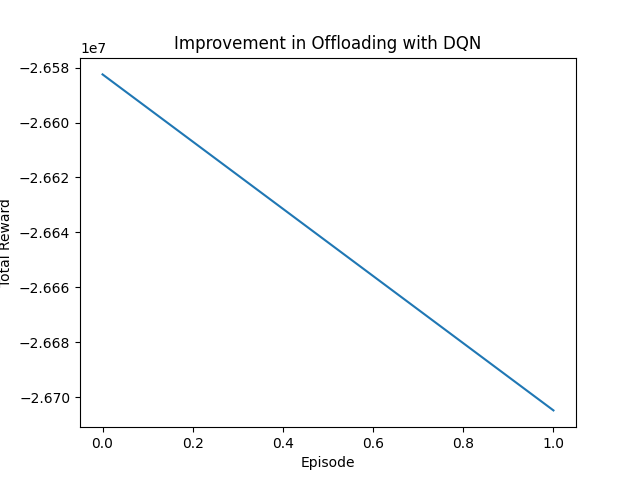 Improvement in Offloading with DQN
1e7
−2.658
−2.660
−2.662
−2.664
−2.666
−2.668
−2.670
Total Reward
0.0 0.2 0.4 0.6 0.8 1.0
Episode